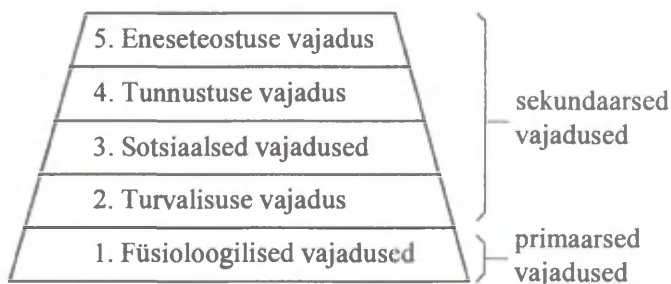 5. Eneseteostuse vajadus
4. Tunnustuse vajadus
3. Sotsiaalsed vajadused
2. Turvalisuse vajadus
1. Füsioloogilised vajadused
sekundaarsed
vajadused
primaarsed
vajadused